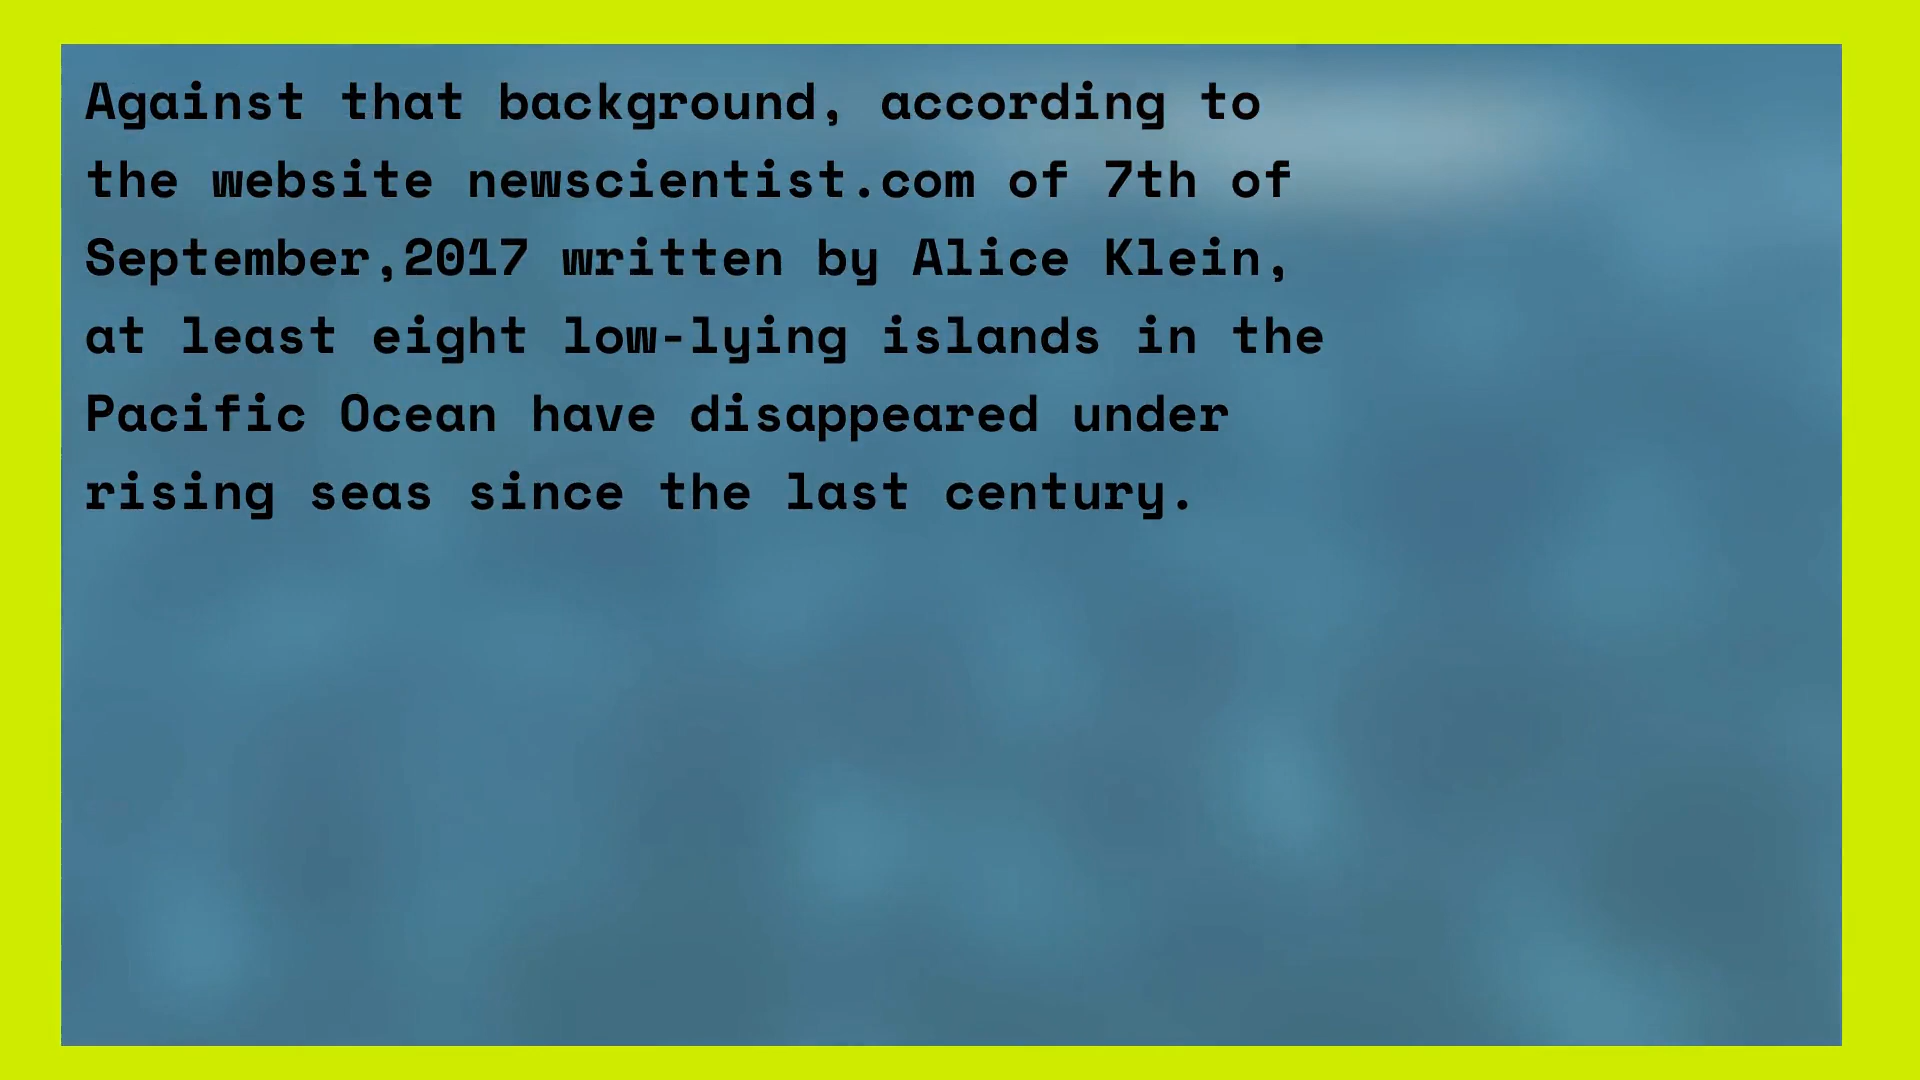 Against that background, according to
the website newscientist.com of 7th of
September,2017 written by Alice Klein,
at least eight low-lying islands in the
Pacific Ocean have disappeared under
rising seas since the last century.